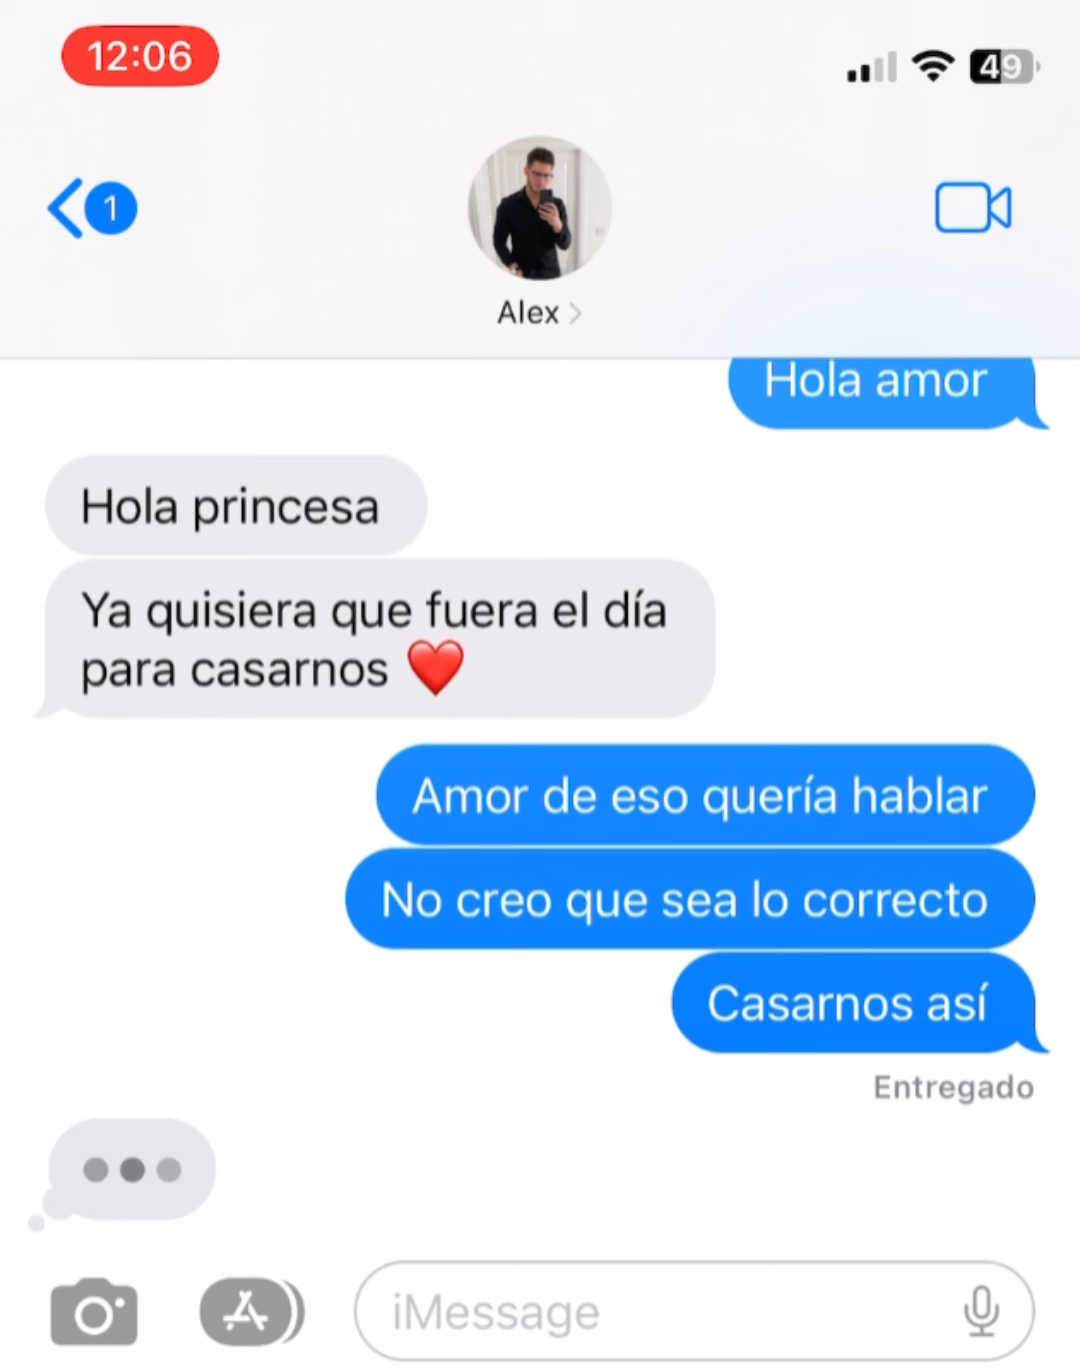 12:06
49
1
Alex
Hola amor
Hola princesa
Ya quisiera que fuera el día
para casarnos ❤️
Amor de eso quería hablar
No creo que sea lo correcto
Casarnos así
Entregado
iMessage